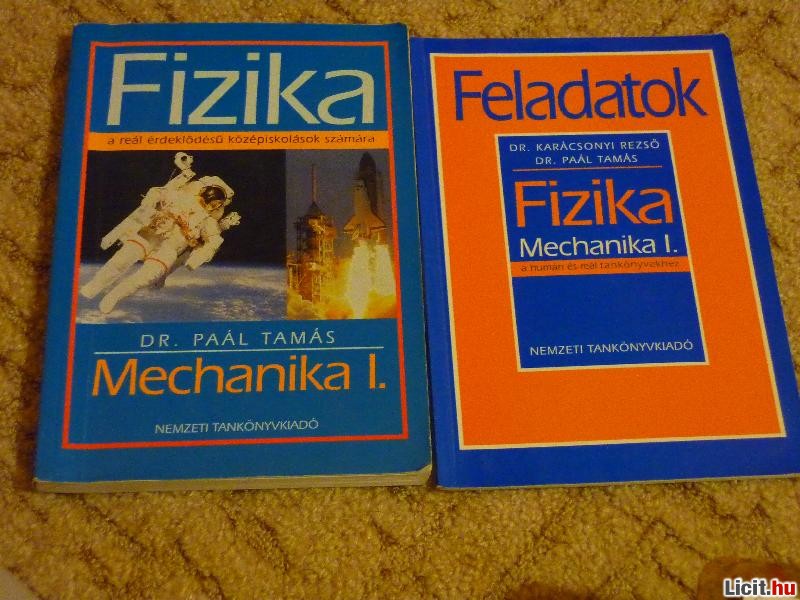 Fizika
a reál érdeklődésű középiskolások számára
DR. PAÁL TAMÁS
Mechanika I.
NEMZETI TANKÖNYVKIADÓ
Feladatok
DR. KARÁCSONYI REZSŐ
DR. PAÁL TAMÁS
Fizika
Mechanika I.
a humán és reál tankönyvekhez
NEMZETI TANKÖNYVKIADÓ
Licit.hu